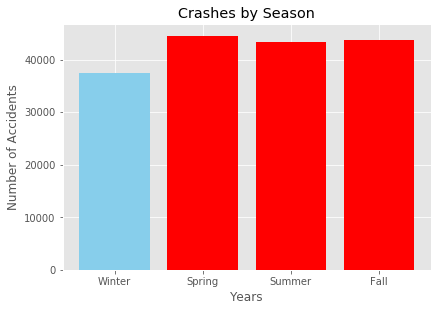 Crashes by Season
Number of Accidents
40000
30000
20000
10000
0
Winter Spring Summer Fall
Years